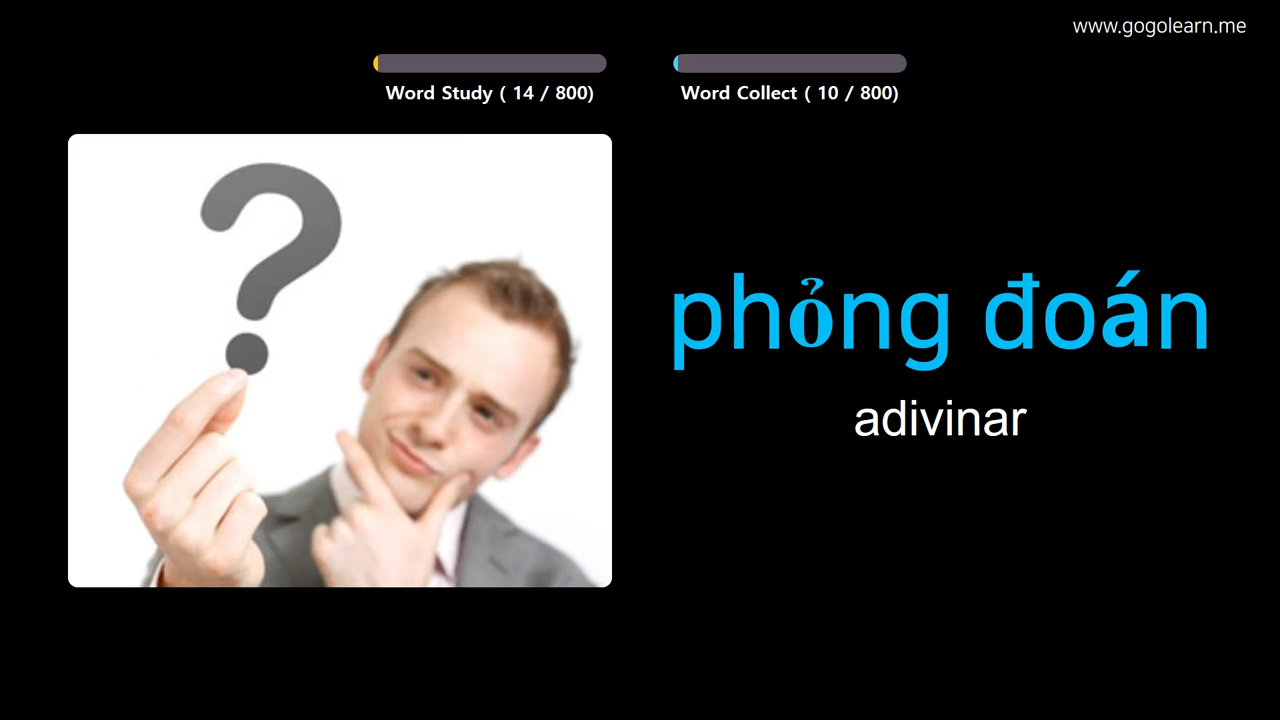 www.gogolearn.me
Word Study ( 14 / 800)
Word Collect ( 10 / 800)
phỏng đoán
adivinar